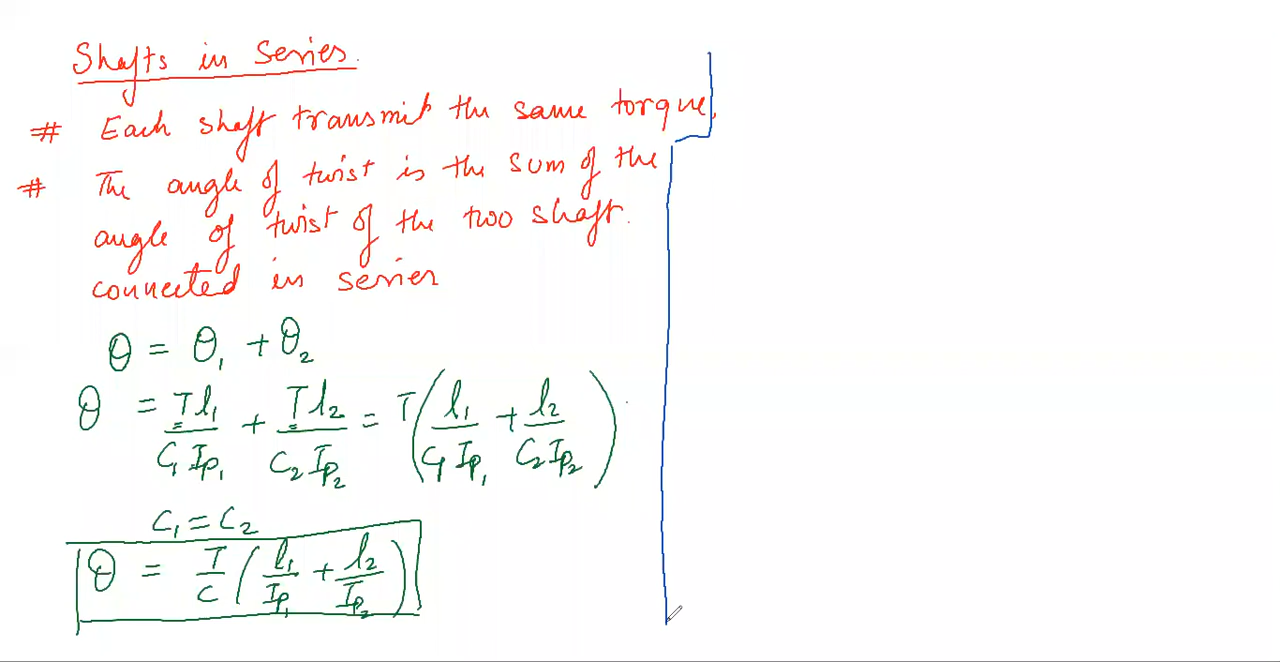 Shafts in Series.
# Each shaft transmit the same torque.
# The angle of twist is the sum of the
angle of twist of the two shaft.
connected in series
θ = θ₁ + θ₂
θ = Tl₁/C₁Ip₁ + Tl₂/C₂Ip₂ = T(l₁/C₁Ip₁ + l₂/C₂Ip₂)
C₁ = C₂
θ = T/C (l₁/Ip₁ + l₂/Ip₂)